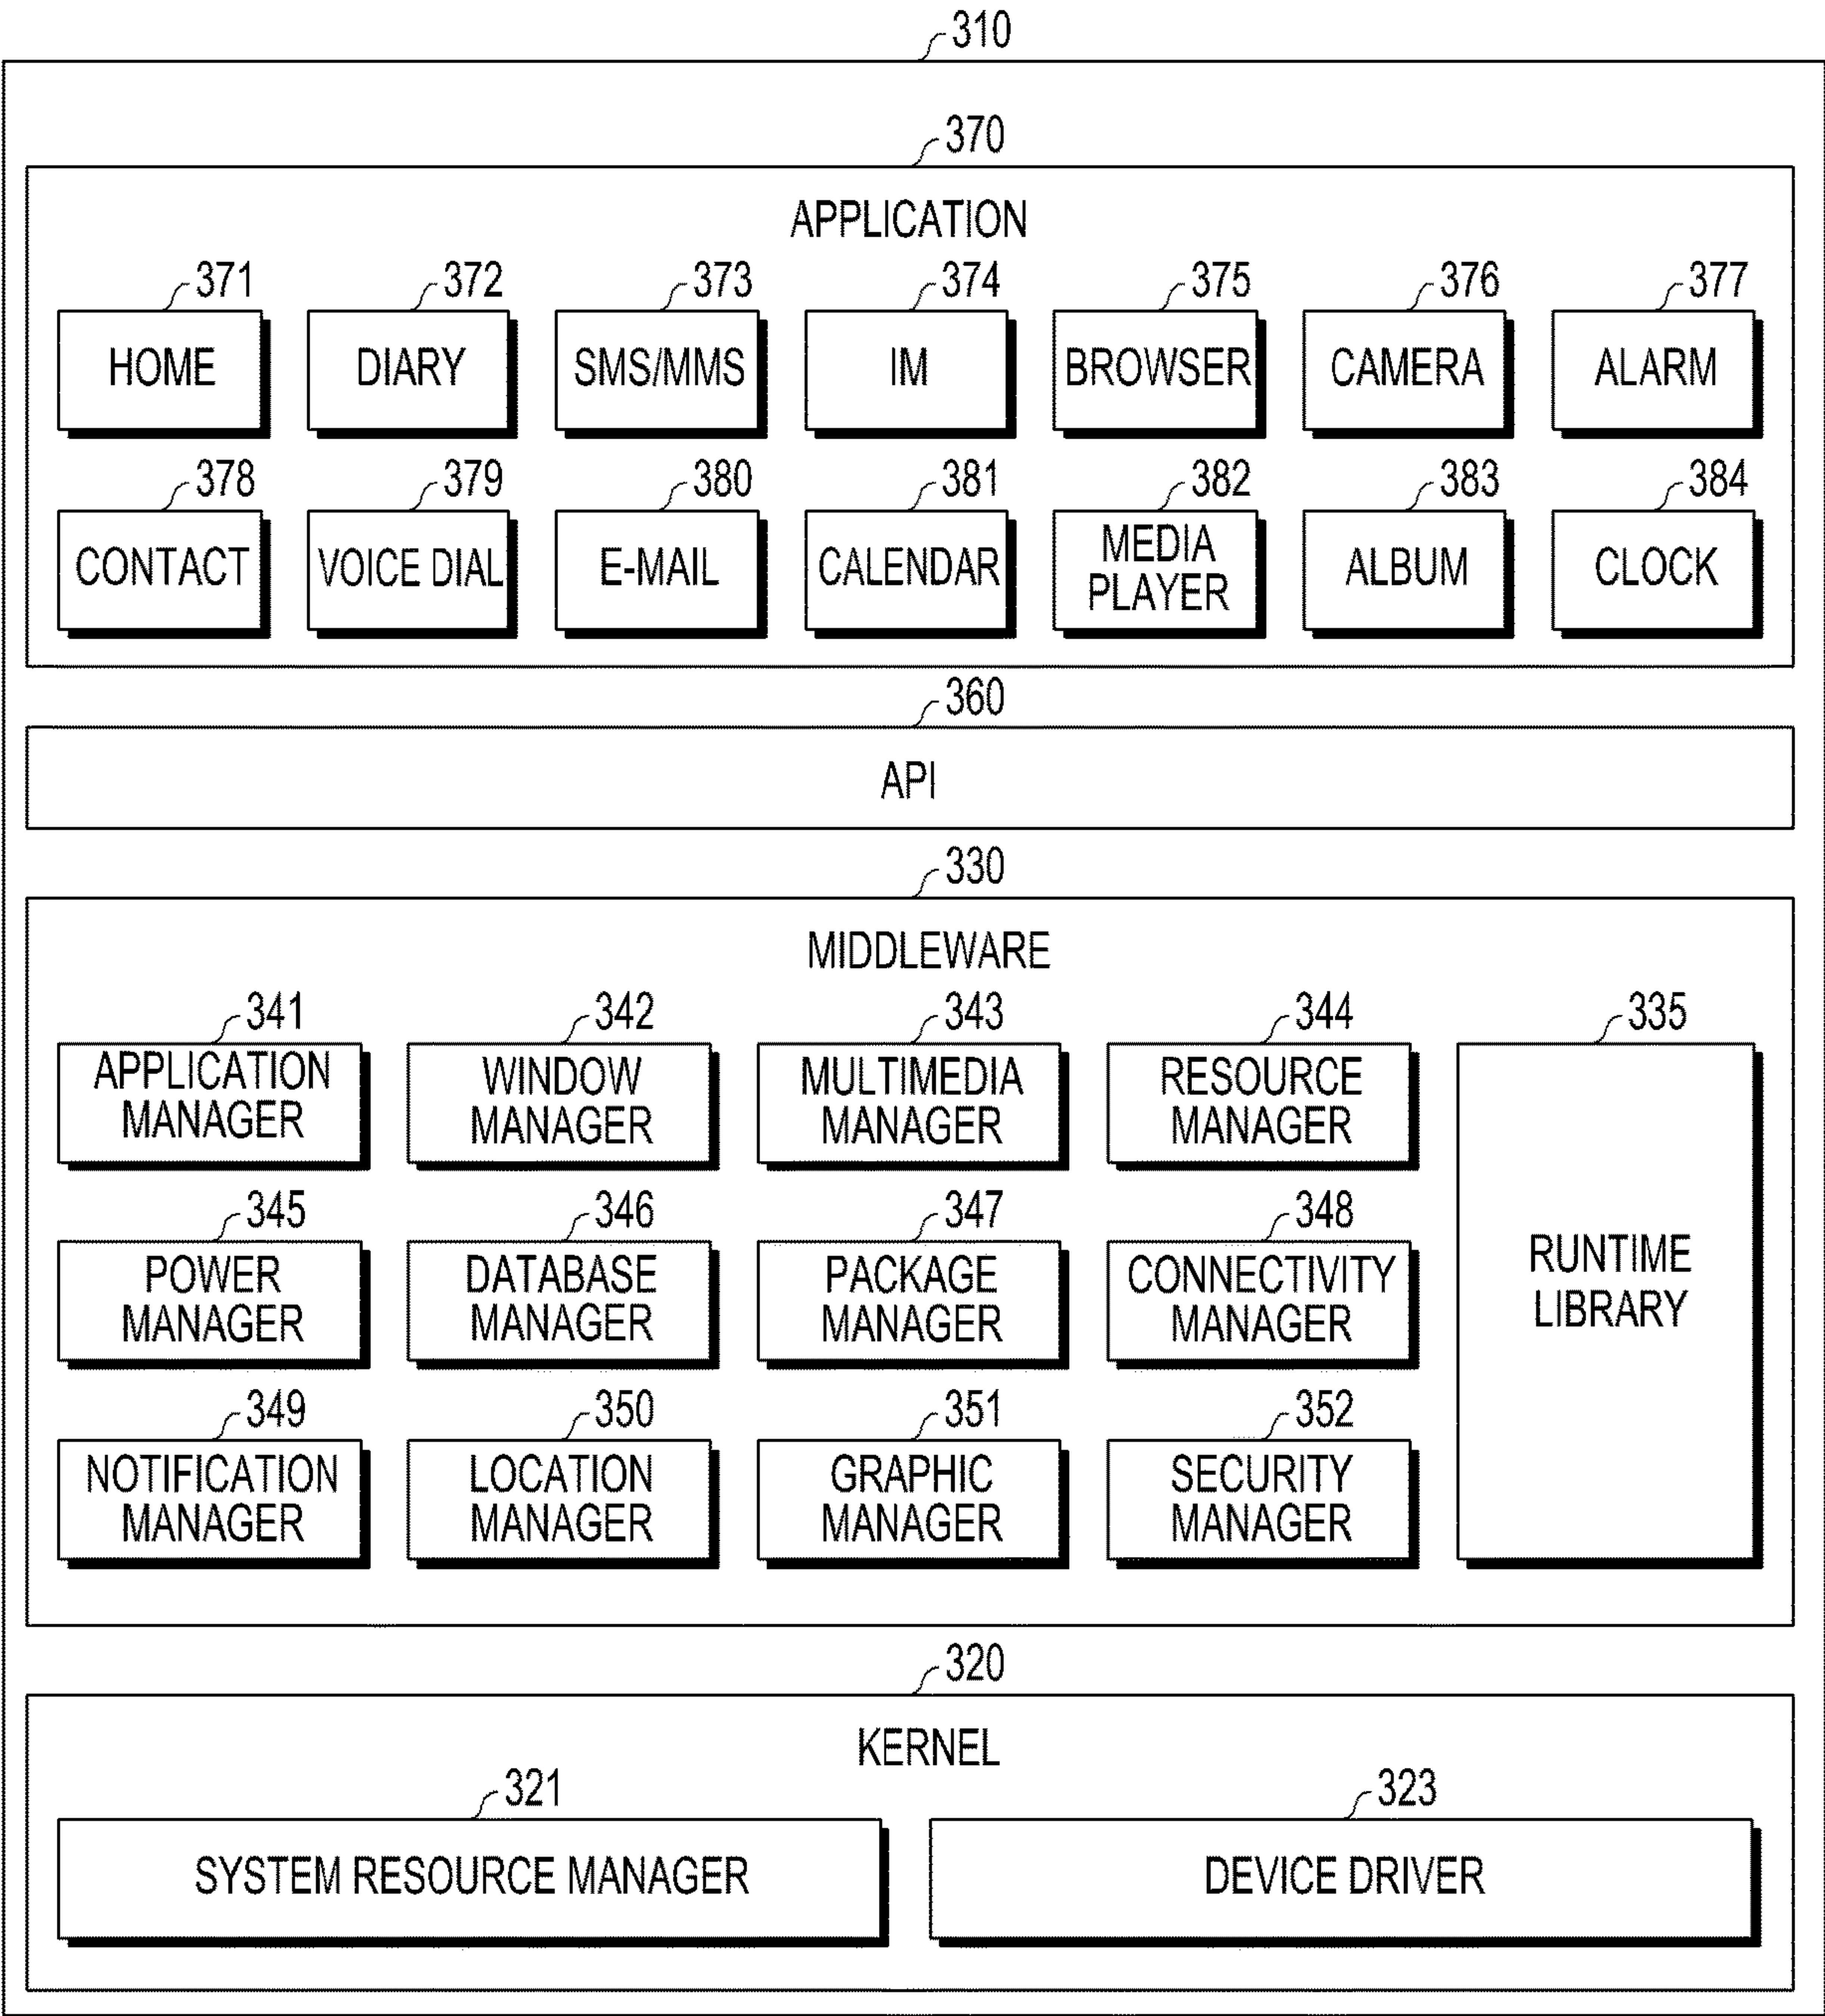 310
370
APPLICATION
371 372 373 374 375 376 377
HOME DIARY SMS/MMS IM BROWSER CAMERA ALARM
378 379 380 381 382 383 384
CONTACT VOICE DIAL E-MAIL CALENDAR MEDIA PLAYER ALBUM CLOCK
360
API
330
MIDDLEWARE
341 342 343 344 335
APPLICATION WINDOW MULTIMEDIA RESOURCE
MANAGER MANAGER MANAGER MANAGER
345 346 347 348
POWER DATABASE PACKAGE CONNECTIVITY RUNTIME
MANAGER MANAGER MANAGER MANAGER LIBRARY
349 350 351 352
NOTIFICATION LOCATION GRAPHIC SECURITY
MANAGER MANAGER MANAGER MANAGER
320
KERNEL
321 323
SYSTEM RESOURCE MANAGER DEVICE DRIVER